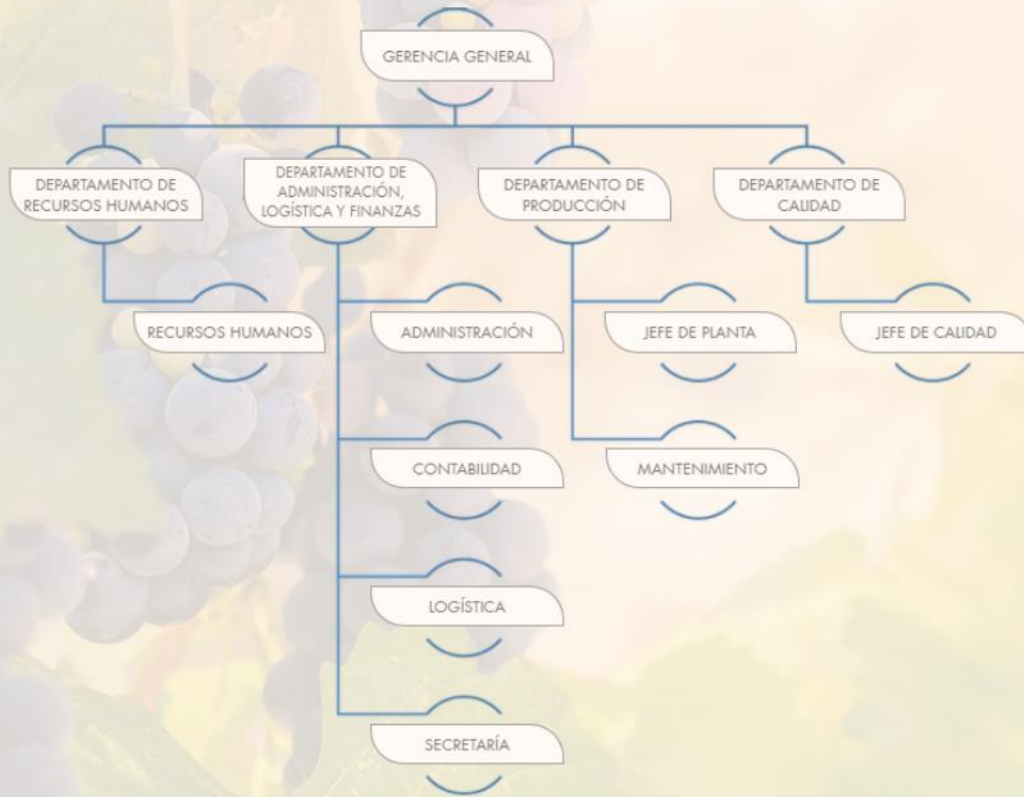 GERENCIA GENERAL
DEPARTAMENTO DE
RECURSOS HUMANOS
DEPARTAMENTO DE
ADMINISTRACIÓN,
LOGÍSTICA Y FINANZAS
DEPARTAMENTO DE
PRODUCCIÓN
DEPARTAMENTO DE
CALIDAD
RECURSOS HUMANOS
ADMINISTRACIÓN
JEFE DE PLANTA
JEFE DE CALIDAD
CONTABILIDAD
MANTENIMIENTO
LOGÍSTICA
SECRETARÍA